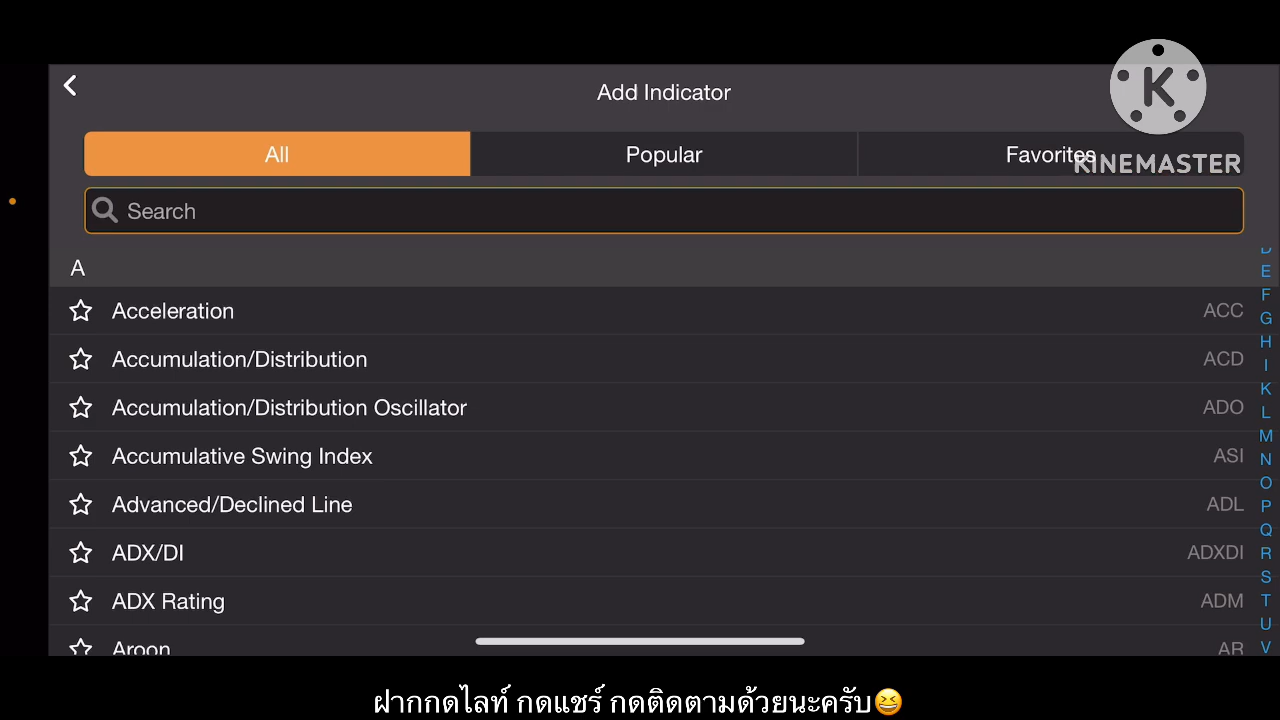 Add Indicator
All
Popular
Favorites
K
KINEMASTER
Search
A
Acceleration ACC
Accumulation/Distribution ACD
Accumulation/Distribution Oscillator ADO
Accumulative Swing Index ASI
Advanced/Declined Line ADL
ADX/DI ADXDI
ADX Rating ADM
Aroon AR
D
E
F
G
H
I
K
L
M
N
O
P
Q
R
S
T
U
V
ฝากกดไลท์ กดแชร์ กดติดตามด้วยนะครับ😆